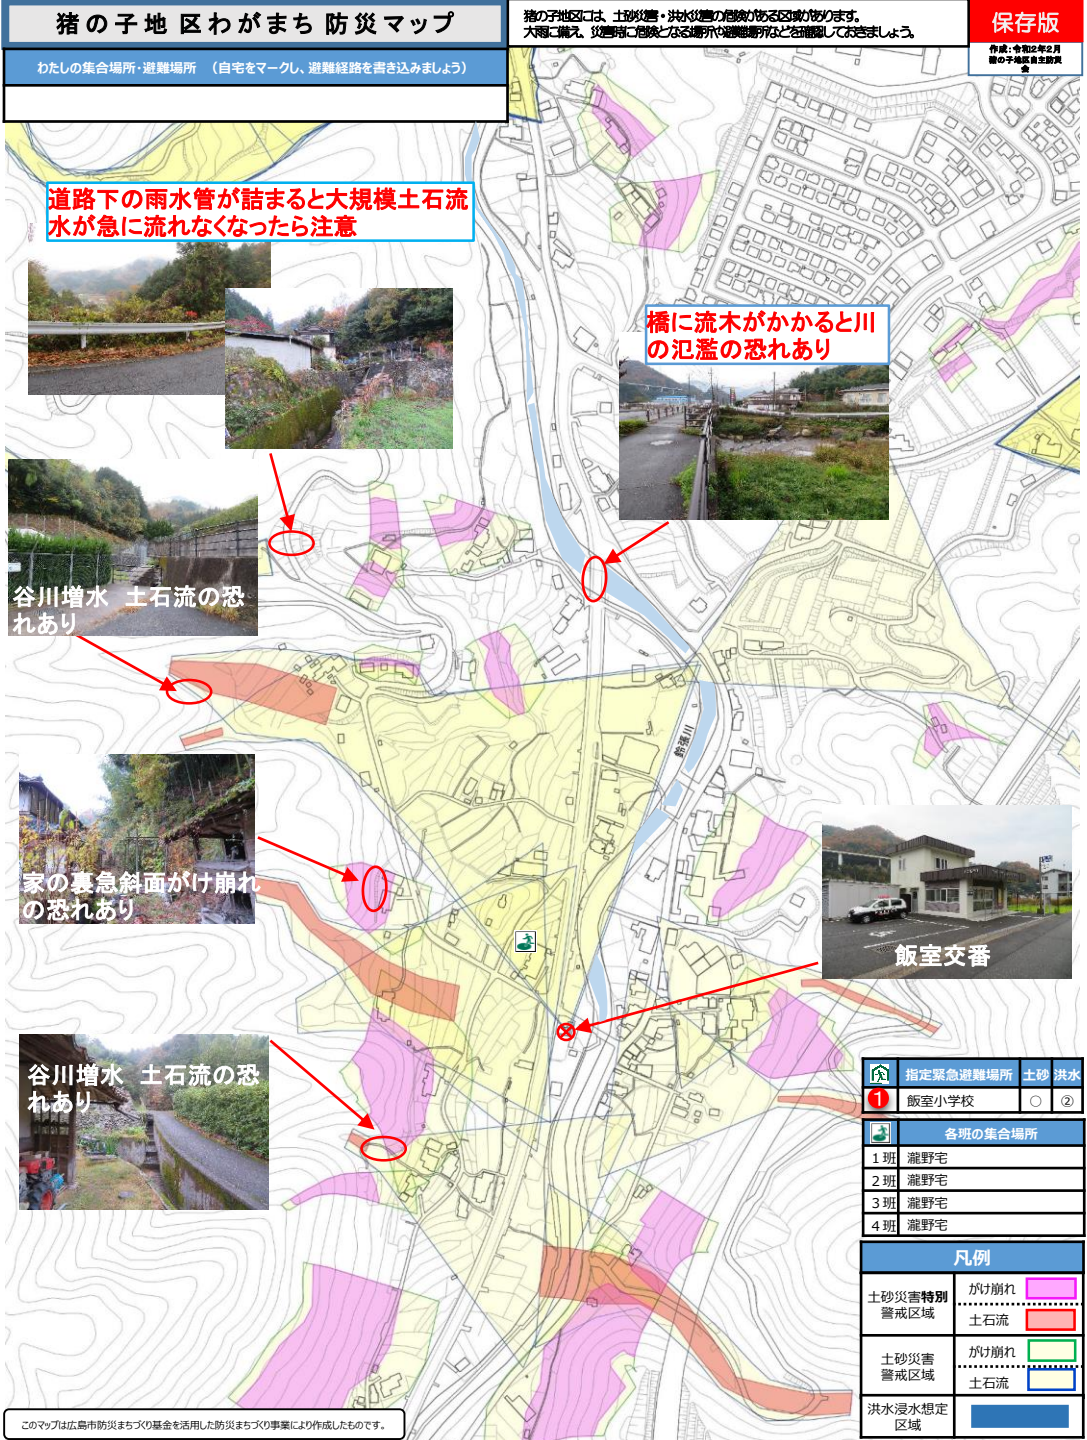 猪の子地区わがまち防災マップ
猪の子地区には、土砂災害・洪水災害の危険がある区域があります。
大雨に備え、災害時に危険となる場所や避難場所などを確認しておきましょう。
保存版
作成：令和2年2月
猪の子地区自主防災
会
わたしの集合場所・避難場所　（自宅をマークし、避難経路を書き込みましょう）
道路下の雨水管が詰まると大規模土石流
水が急に流れなくなったら注意
橋に流木がかかると川
の氾濫の恐れあり
谷川増水　土石流の恐
れあり
鈴張川
家の裏急斜面がけ崩れ
の恐れあり
飯室交番
谷川増水　土石流の恐
れあり
指定緊急避難場所 土砂 洪水
1 飯室小学校 ○ ②
各班の集合場所
1班 瀧野宅
2班 瀧野宅
3班 瀧野宅
4班 瀧野宅
凡例
土砂災害特別
警戒区域
がけ崩れ
土石流
土砂災害
警戒区域
がけ崩れ
土石流
洪水浸水想定
区域
このマップは広島市防災まちづくり基金を活用した防災まちづくり事業により作成したものです。